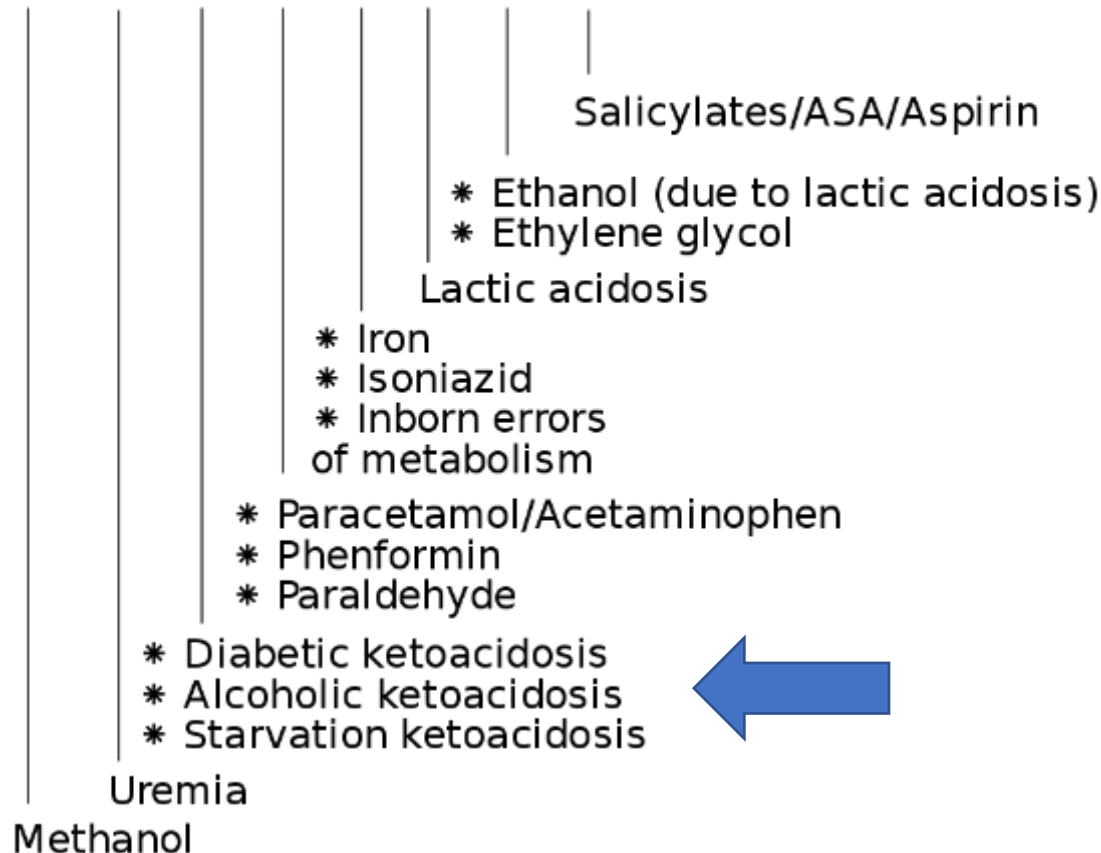 Salicylates/ASA/Aspirin
⁕ Ethanol (due to lactic acidosis)
⁕ Ethylene glycol
Lactic acidosis
⁕ Iron
⁕ Isoniazid
⁕ Inborn errors
of metabolism
⁕ Paracetamol/Acetaminophen
⁕ Phenformin
⁕ Paraldehyde
⁕ Diabetic ketoacidosis
⁕ Alcoholic ketoacidosis
⁕ Starvation ketoacidosis
Uremia
Methanol